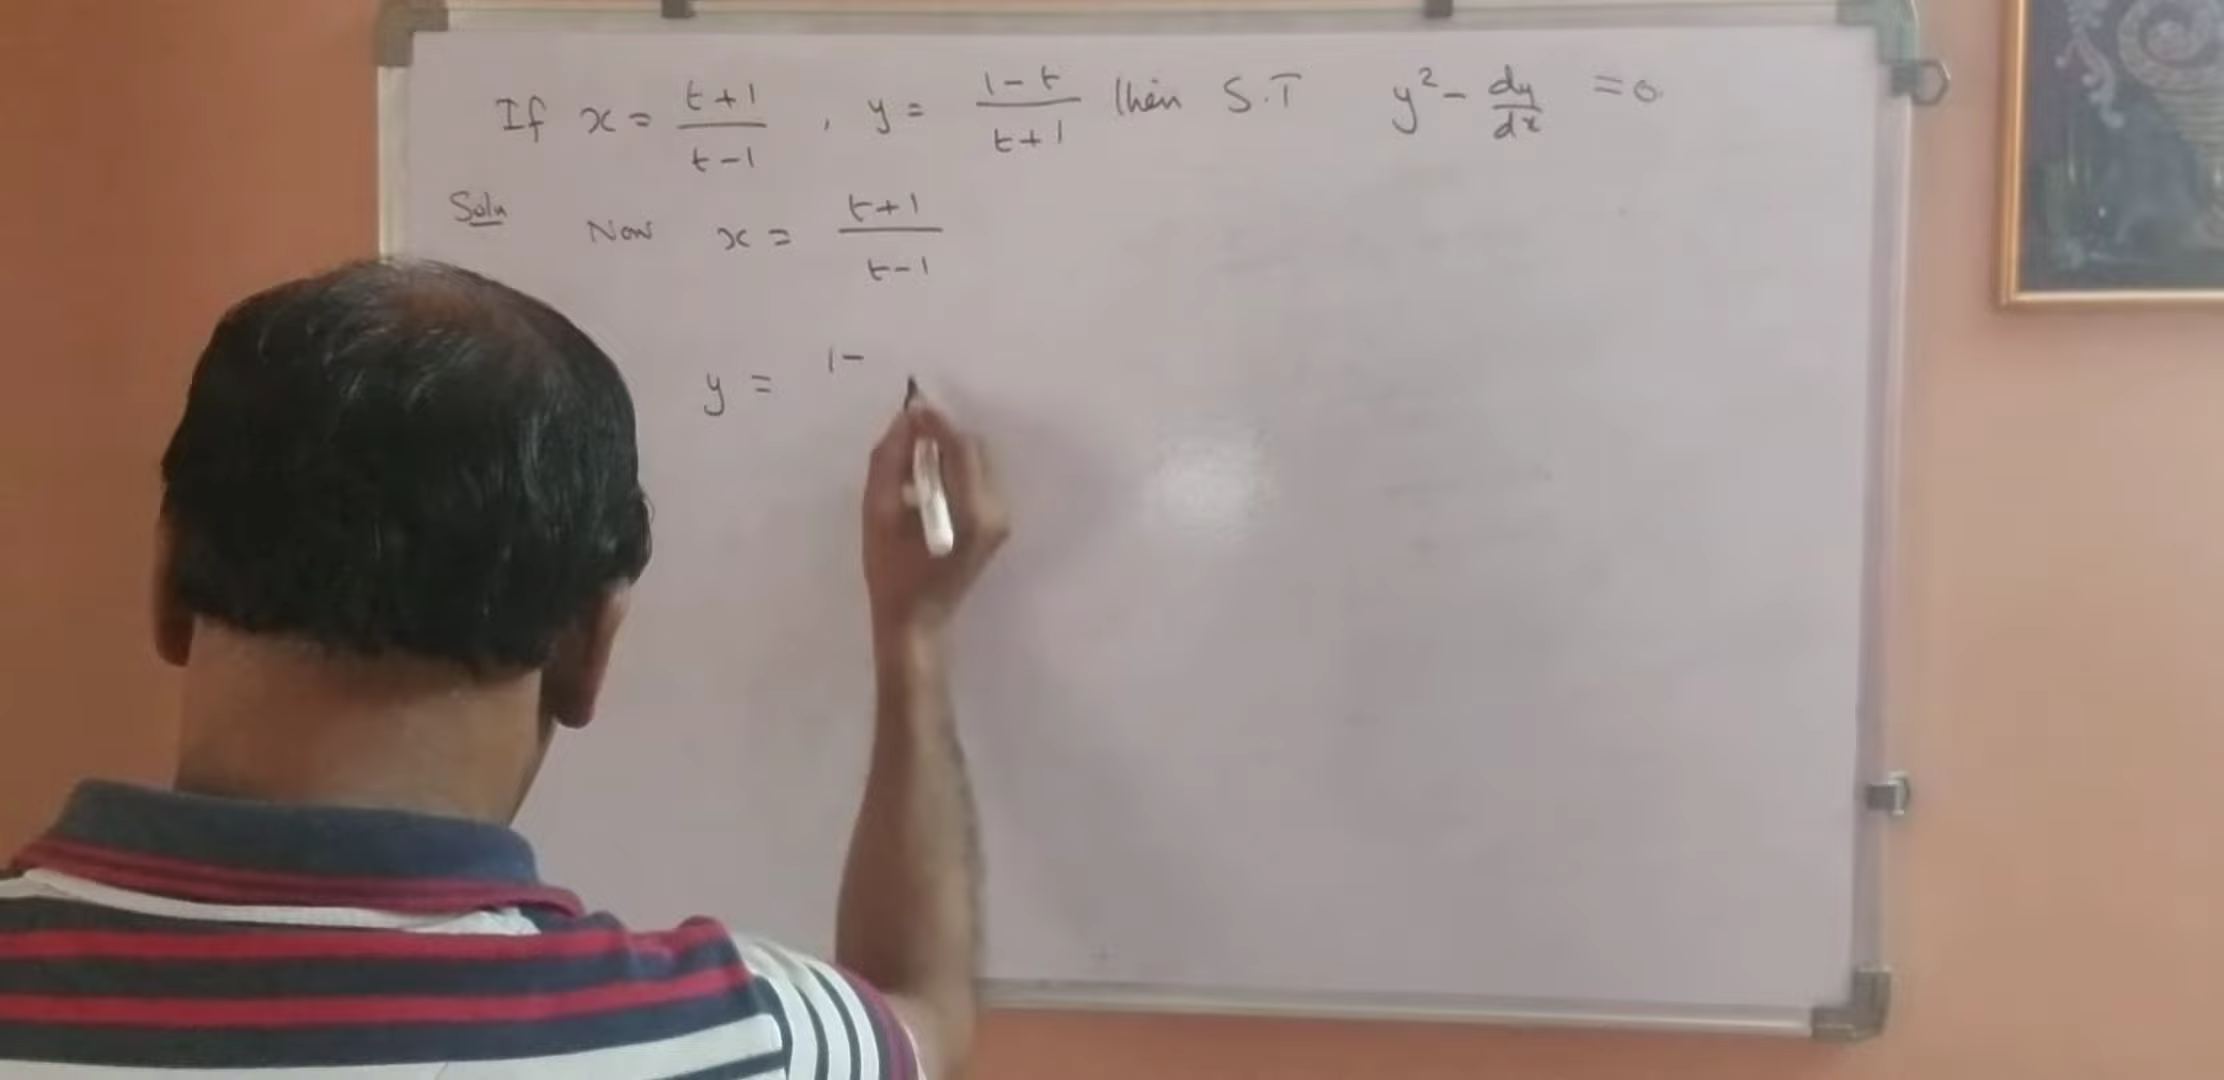 If x = t+1/t-1 , y = 1-t/t+1 then S.T y² - dy/dx = 0
Soln Now x = t+1/t-1
y = 1-